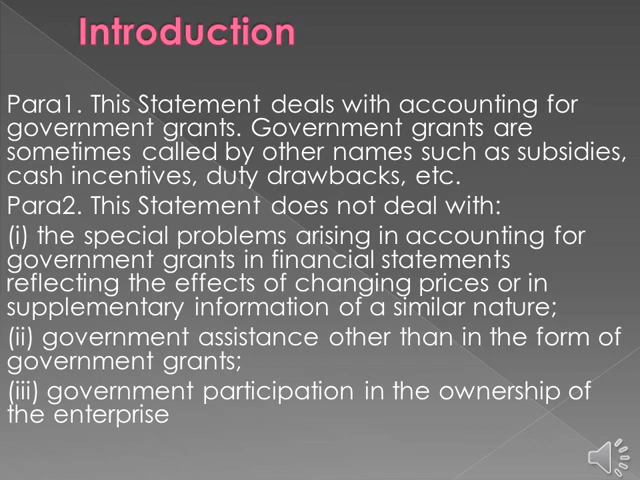 Introduction
Para1. This Statement deals with accounting for
government grants. Government grants are
sometimes called by other names such as subsidies,
cash incentives, duty drawbacks, etc.
Para2. This Statement does not deal with:
(i) the special problems arising in accounting for
government grants in financial statements
reflecting the effects of changing prices or in
supplementary information of a similar nature;
(ii) government assistance other than in the form of
government grants;
(iii) government participation in the ownership of
the enterprise